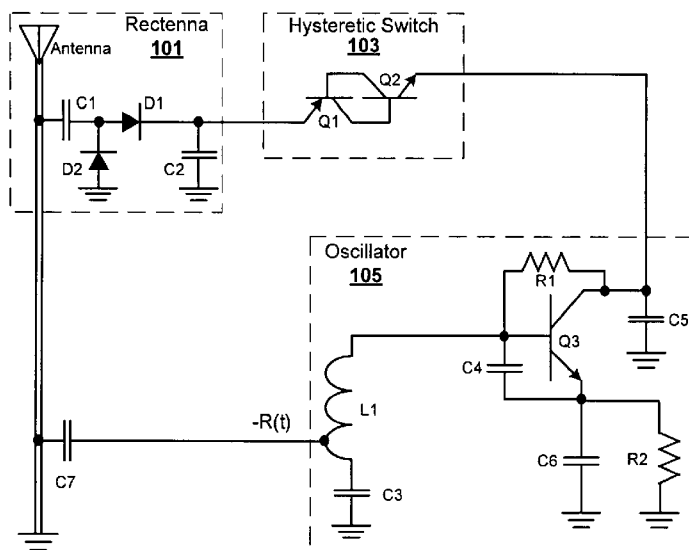 Rectenna
101
Antenna
C1
D1
D2
C2
Hysteretic Switch
103
Q2
Q1
Oscillator
105
R1
Q3
C5
C4
L1
-R(t)
C6
R2
C7
C3